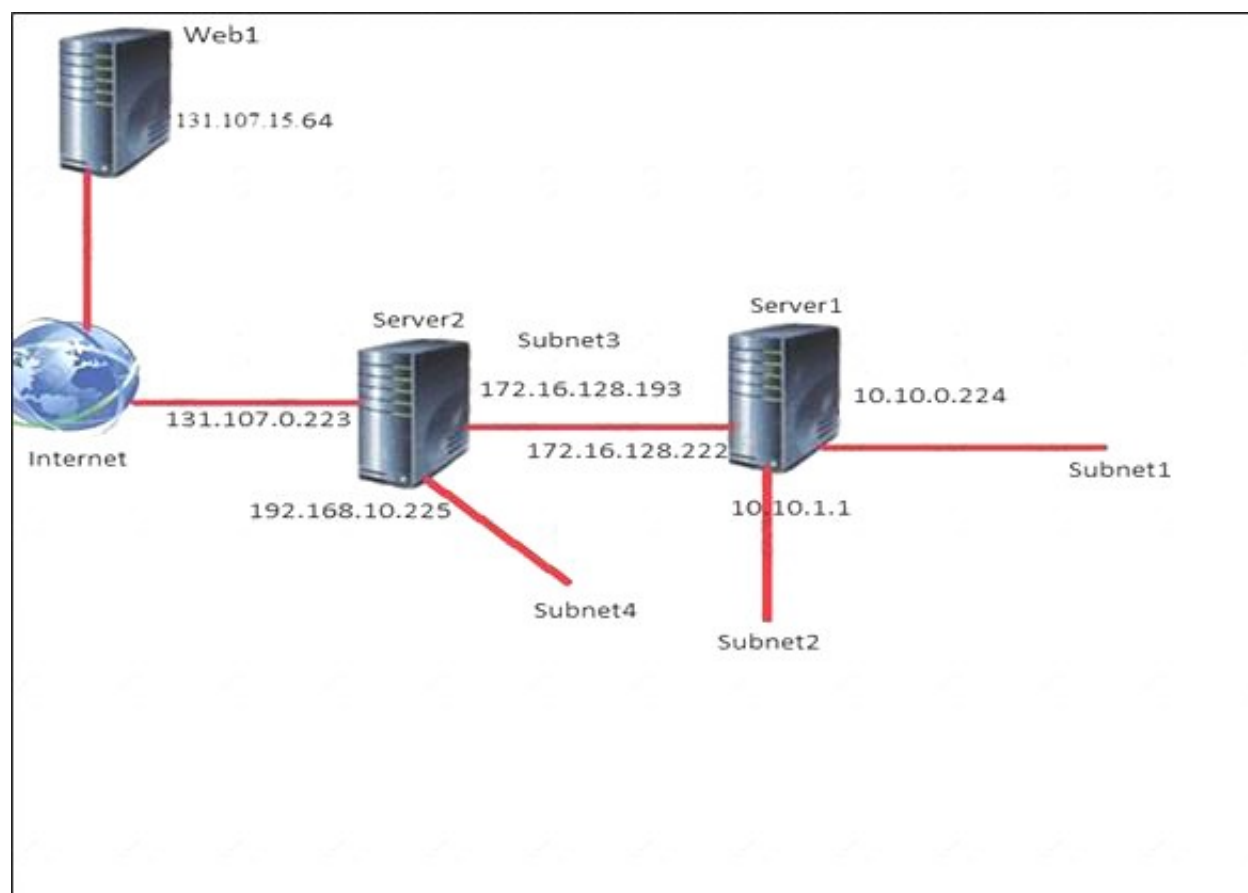 Web1
131.107.15.64
Server1
Server2
Subnet3
172.16.128.193
10.10.0.224
131.107.0.223
172.16.128.222
Internet
Subnet1
192.168.10.225
10.10.1.1
Subnet4
Subnet2